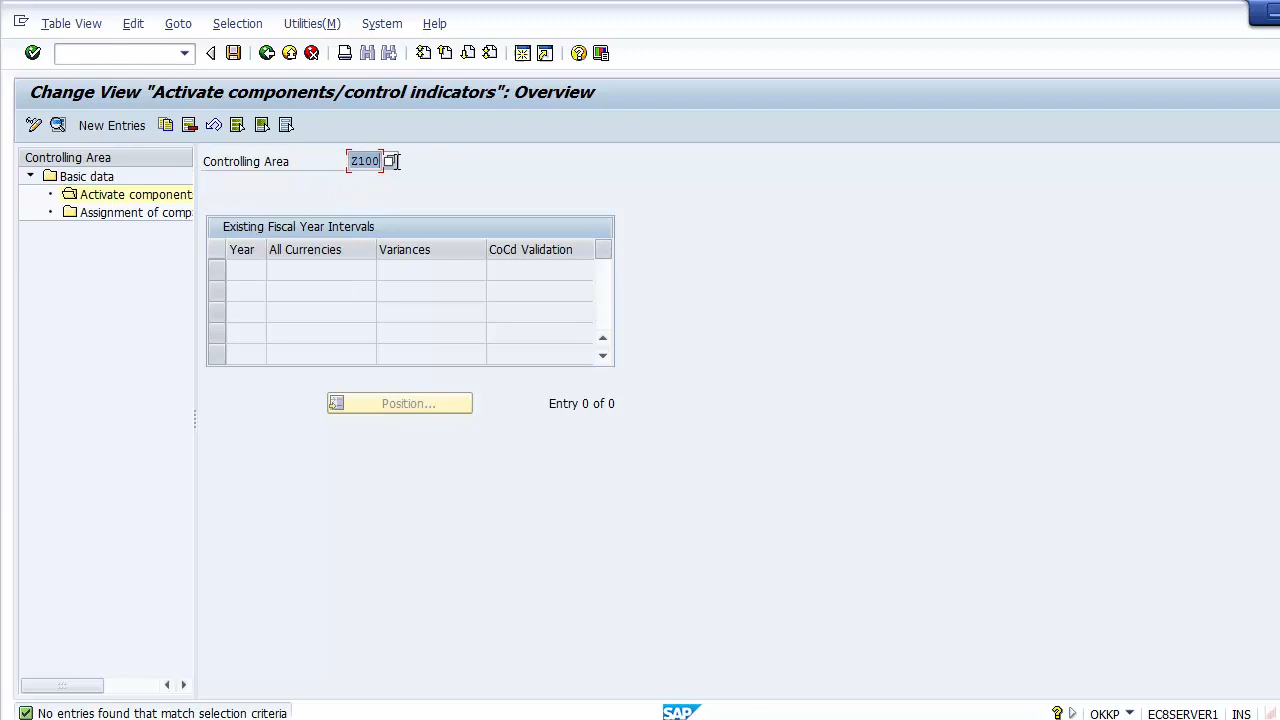 Table View Edit Goto Selection Utilities(M) System Help
Change View "Activate components/control indicators": Overview
New Entries
Controlling Area
Basic data
Activate component
Assignment of comp
Controlling Area Z100
Existing Fiscal Year Intervals
Year All Currencies Variances CoCd Validation
Position... Entry 0 of 0
No entries found that match selection criteria
SAP
OKKP EC8SERVER1 INS